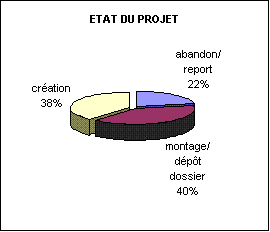 ETAT DU PROJET
abandon/
report
22%
création
38%
montage/
dépôt
dossier
40%